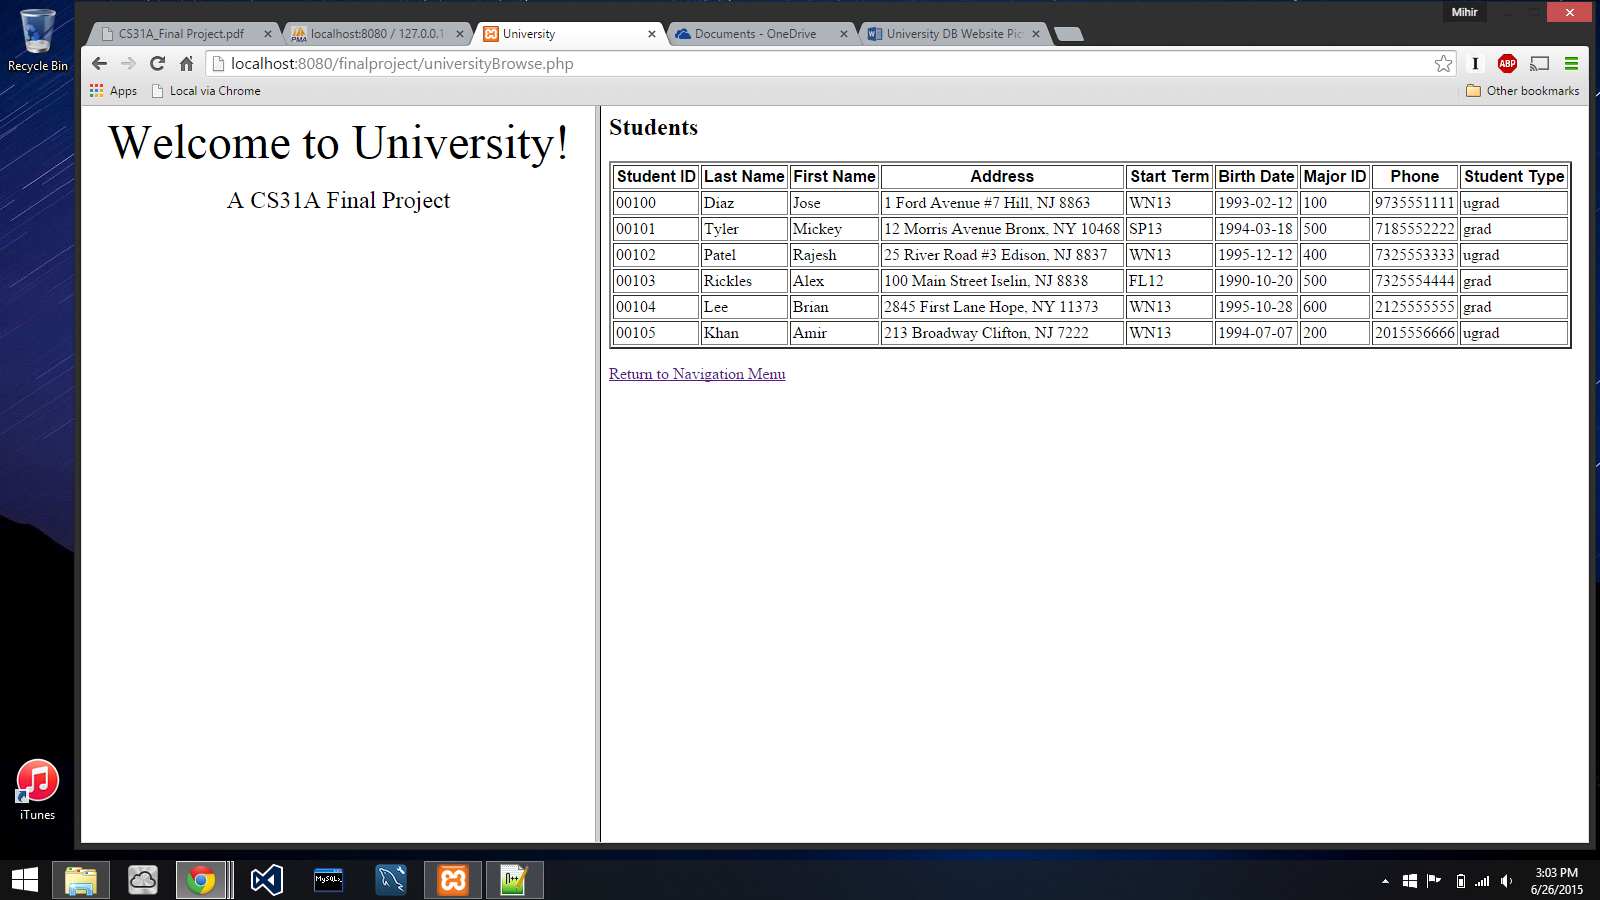 Recycle Bin
Mihir
CS31A_Final Project.pdf
localhost:8080 / 127.0.0.1
University
Documents - OneDrive
University DB Website Pic
localhost:8080/finalproject/universityBrowse.php
I
ABP
Apps
Local via Chrome
Other bookmarks
Welcome to University!
A CS31A Final Project
Students
Student ID Last Name First Name Address Start Term Birth Date Major ID Phone Student Type
00100 Diaz Jose 1 Ford Avenue #7 Hill, NJ 8863 WN13 1993-02-12 100 9735551111 ugrad
00101 Tyler Mickey 12 Morris Avenue Bronx, NY 10468 SP13 1994-03-18 500 7185552222 grad
00102 Patel Rajesh 25 River Road #3 Edison, NJ 8837 WN13 1995-12-12 400 7325553333 ugrad
00103 Rickles Alex 100 Main Street Iselin, NJ 8838 FL12 1990-10-20 500 7325554444 grad
00104 Lee Brian 2845 First Lane Hope, NY 11373 WN13 1995-10-28 600 2125555555 grad
00105 Khan Amir 213 Broadway Clifton, NJ 7222 WN13 1994-07-07 200 2015556666 ugrad
Return to Navigation Menu
iTunes
3:03 PM
6/26/2015